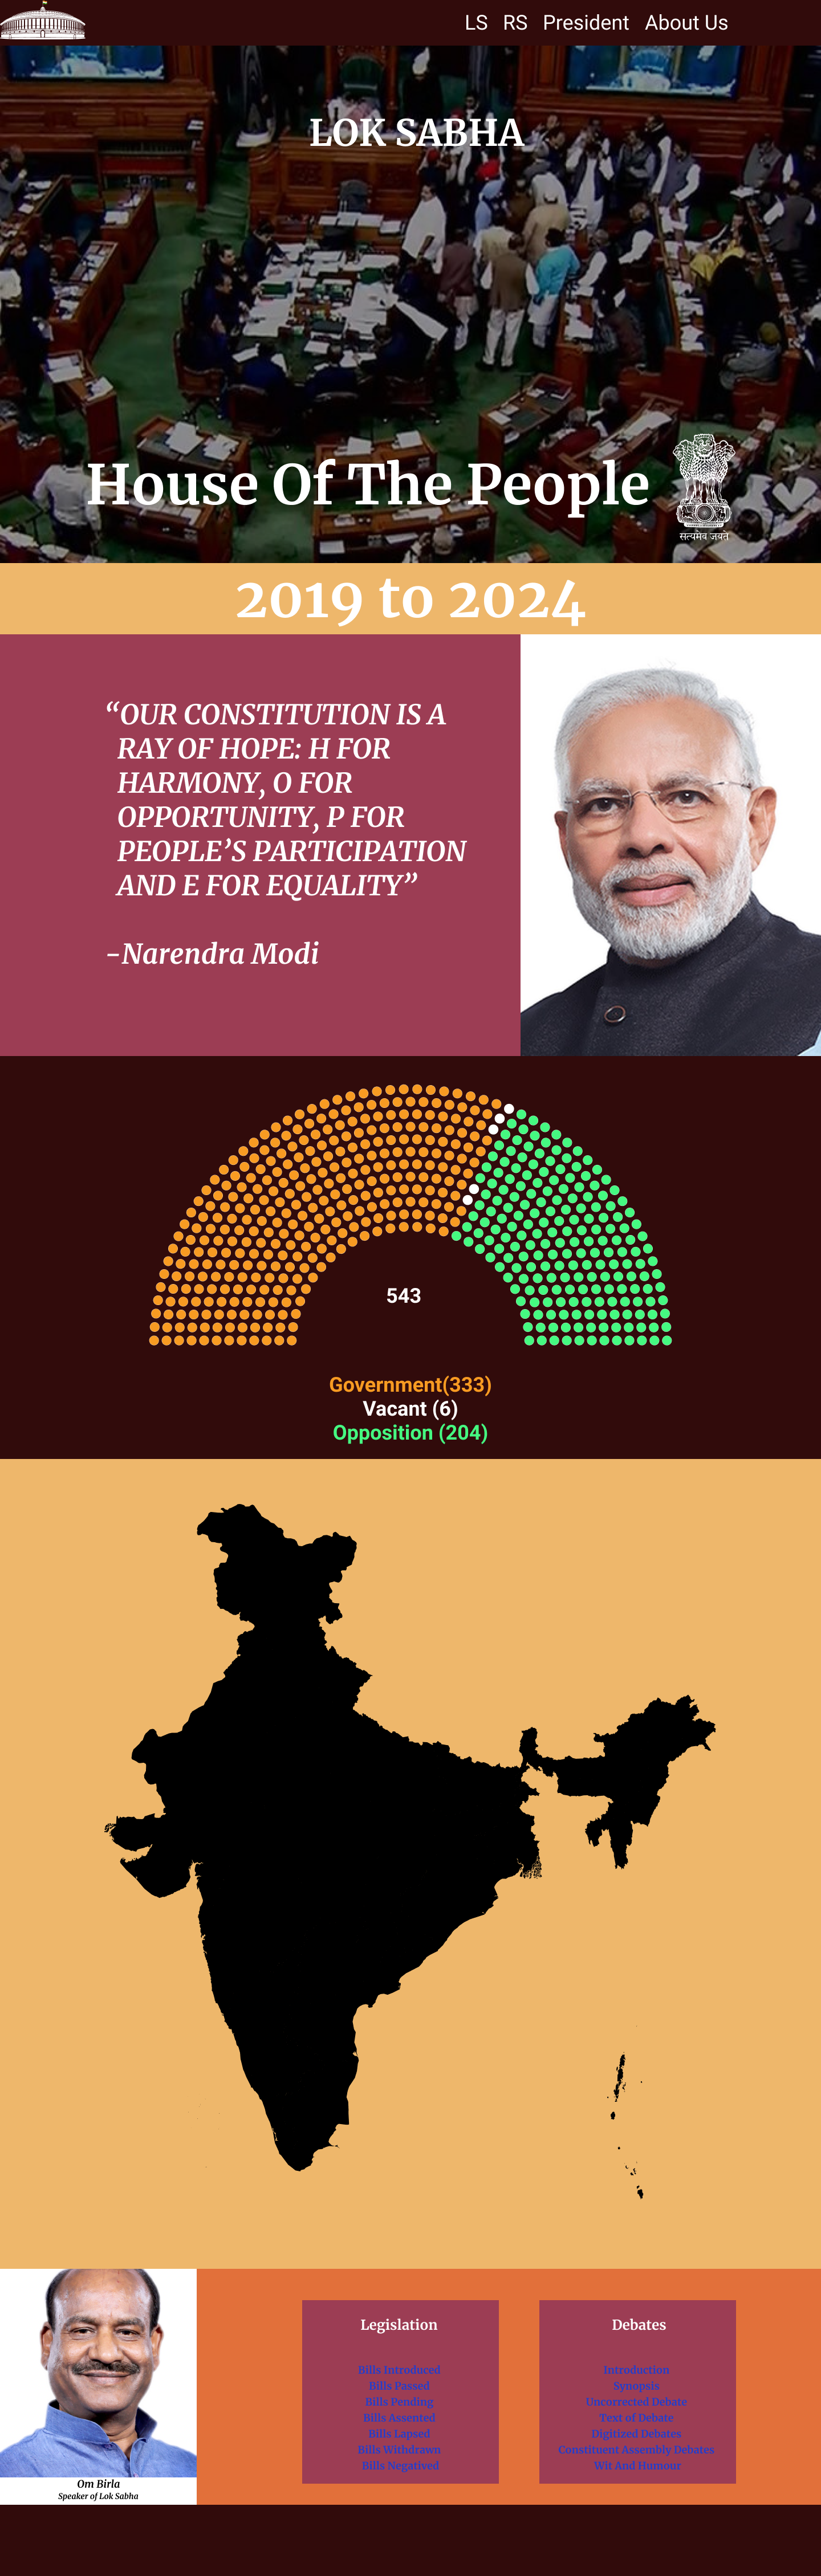 LS RS President About Us
LOK SABHA
House Of The People
सत्यमेव जयते
2019 to 2024
“OUR CONSTITUTION IS A
RAY OF HOPE: H FOR
HARMONY, O FOR
OPPORTUNITY, P FOR
PEOPLE’S PARTICIPATION
AND E FOR EQUALITY”
-Narendra Modi
543
Government(333)
Vacant (6)
Opposition (204)
Om Birla
Speaker of Lok Sabha
Legislation
Bills Introduced
Bills Passed
Bills Pending
Bills Assented
Bills Lapsed
Bills Withdrawn
Bills Negatived
Debates
Introduction
Synopsis
Uncorrected Debate
Text of Debate
Digitized Debates
Constituent Assembly Debates
Wit And Humour